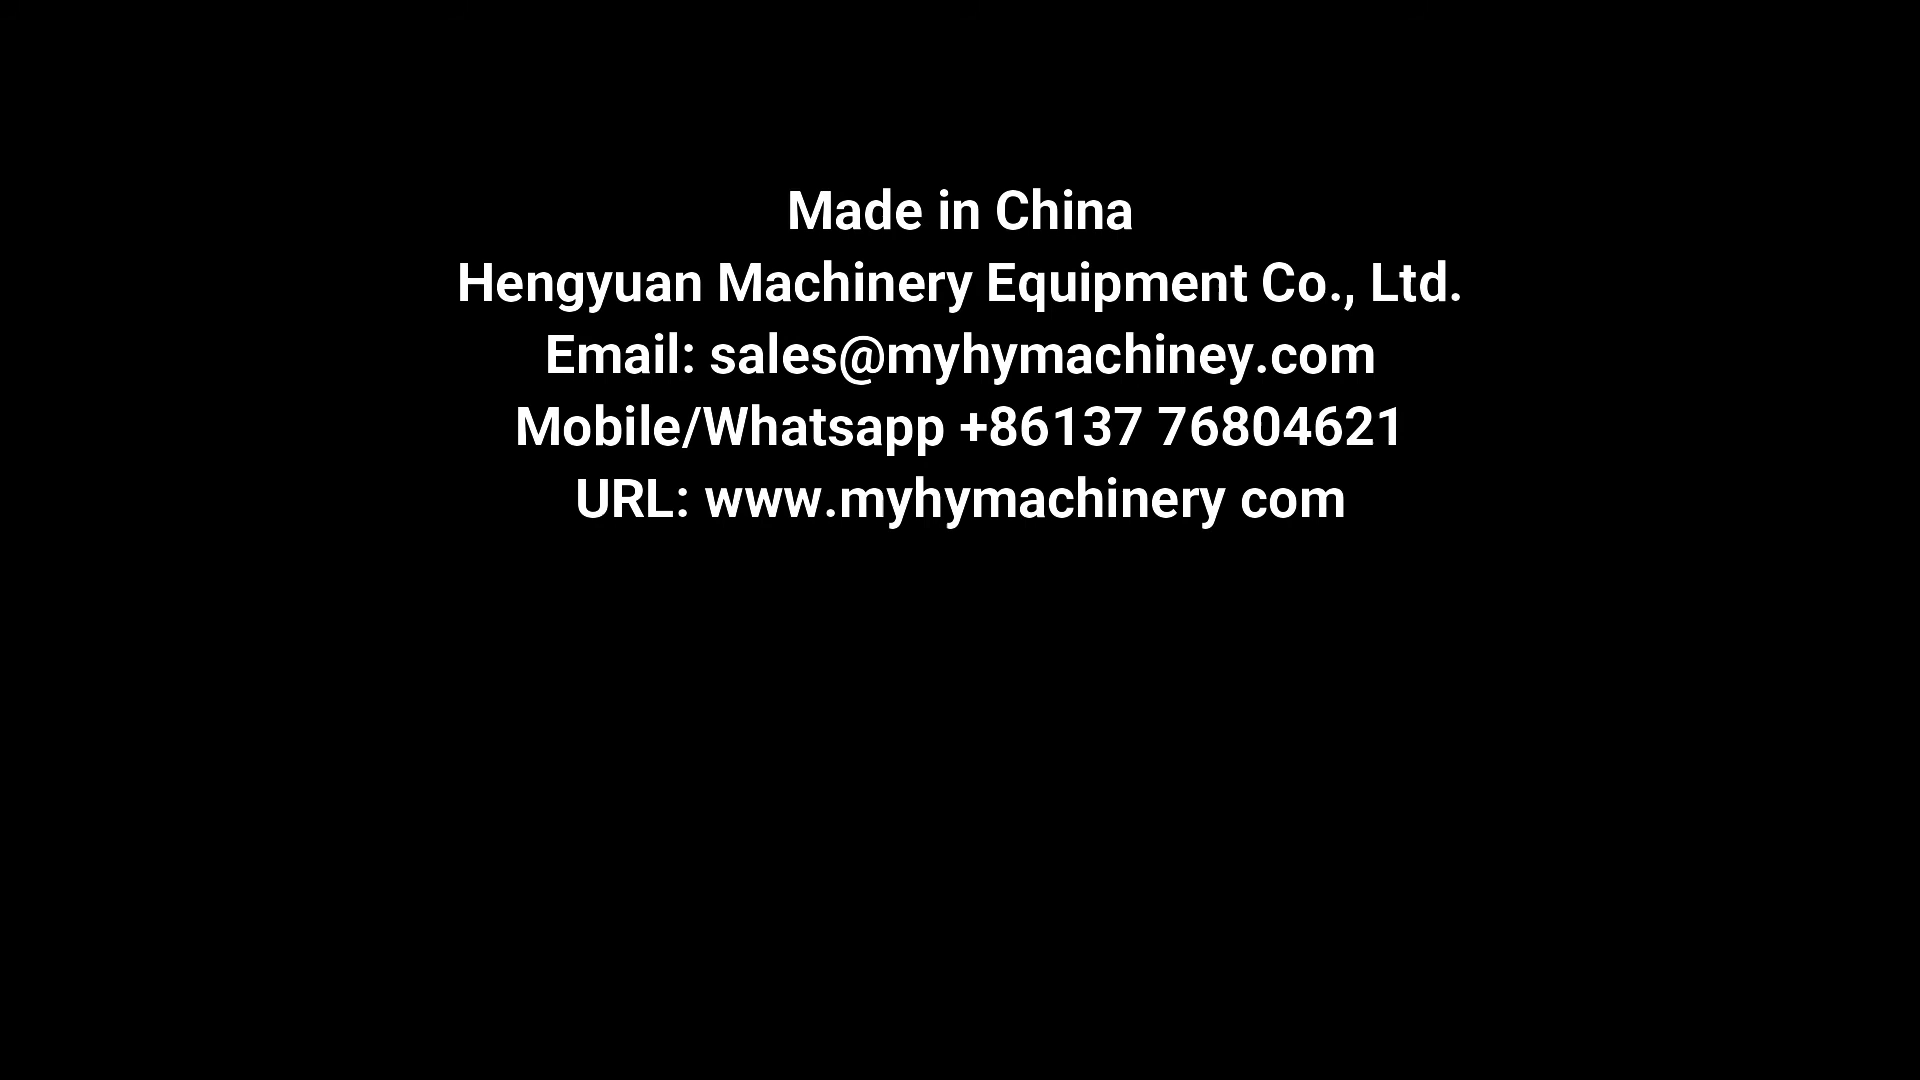 Made in China
Hengyuan Machinery Equipment Co., Ltd.
Email: sales@myhymachiney.com
Mobile/Whatsapp +86137 76804621
URL: www.myhymachinery com